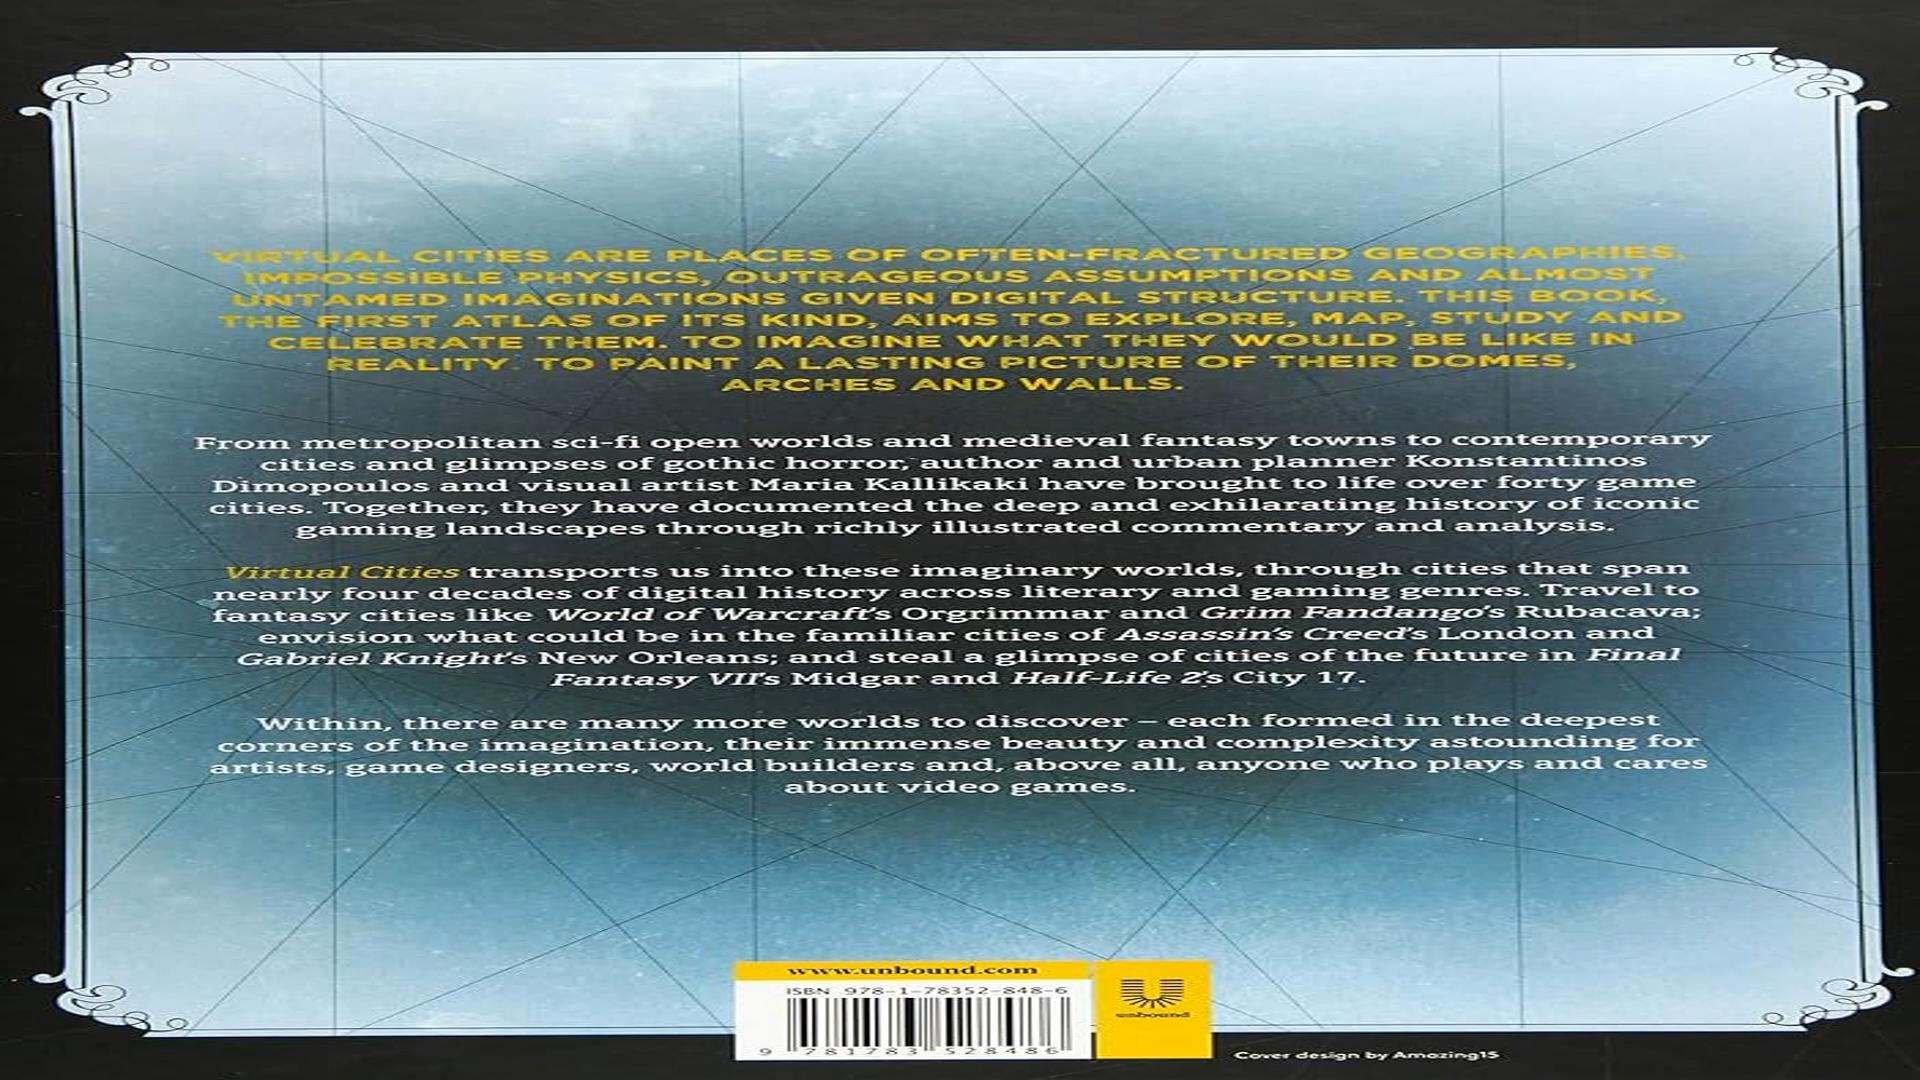 VIRTUAL CITIES ARE PLACES OF OFTEN-FRACTURED GEOGRAPHIES,
IMPOSSIBLE PHYSICS, OUTRAGEOUS ASSUMPTIONS AND ALMOST
UNTAMED IMAGINATIONS GIVEN DIGITAL STRUCTURE. THIS BOOK,
THE FIRST ATLAS OF ITS KIND, AIMS TO EXPLORE, MAP, STUDY AND
CELEBRATE THEM. TO IMAGINE WHAT THEY WOULD BE LIKE IN
REALITY. TO PAINT A LASTING PICTURE OF THEIR DOMES,
ARCHES AND WALLS.
From metropolitan sci-fi open worlds and medieval fantasy towns to contemporary
cities and glimpses of gothic horror, author and urban planner Konstantinos
Dimopoulos and visual artist Maria Kallikaki have brought to life over forty game
cities. Together, they have documented the deep and exhilarating history of iconic
gaming landscapes through richly illustrated commentary and analysis.
Virtual Cities transports us into these imaginary worlds, through cities that span
nearly four decades of digital history across literary and gaming genres. Travel to
fantasy cities like World of Warcraft's Orgrimmar and Grim Fandango's Rubacava;
envision what could be in the familiar cities of Assassin's Creed's London and
Gabriel Knight's New Orleans; and steal a glimpse of cities of the future in Final
Fantasy VII's Midgar and Half-Life 2's City 17.
Within, there are many more worlds to discover – each formed in the deepest
corners of the imagination, their immense beauty and complexity astounding for
artists, game designers, world builders and, above all, anyone who plays and cares
about video games.
www.unbound.com
ISBN 978-1-78352-848-6
9 781783 528486
unbound
Cover design by Amazing15